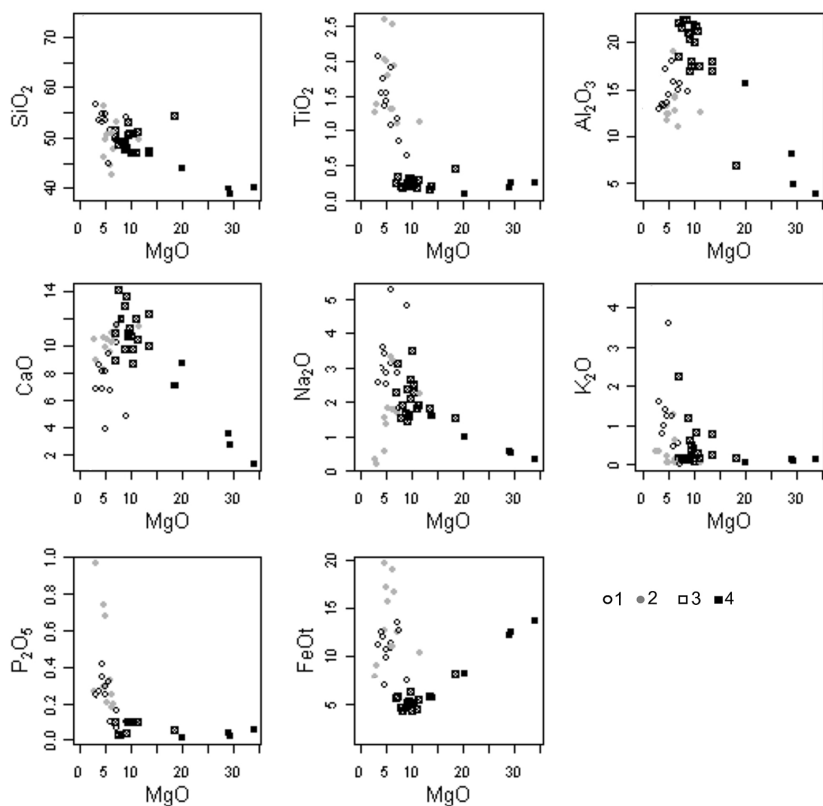 SiO2
40 50 60 70
0 5 10 20 30
MgO
TiO2
0.0 0.5 1.0 1.5 2.0 2.5
0 5 10 20 30
MgO
Al2O3
5 10 15 20
0 5 10 20 30
MgO
CaO
2 4 6 8 10 14
0 5 10 20 30
MgO
Na2O
0 1 2 3 4 5
0 5 10 20 30
MgO
K2O
0 1 2 3 4
0 5 10 20 30
MgO
P2O5
0.0 0.2 0.4 0.6 0.8 1.0
0 5 10 20 30
MgO
FeOt
5 10 15 20
0 5 10 20 30
MgO
1 2 3 4